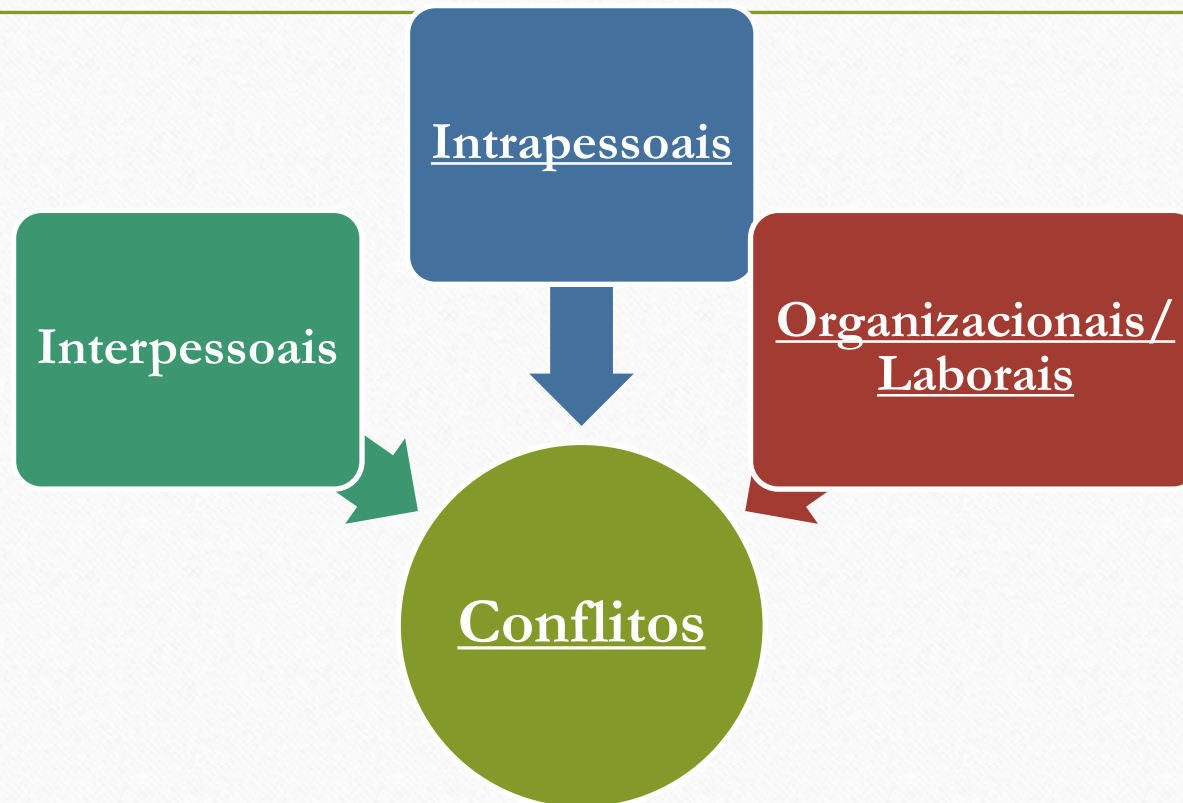 Intrapessoais
Interpessoais
Organizacionais/
Laborais
Conflitos